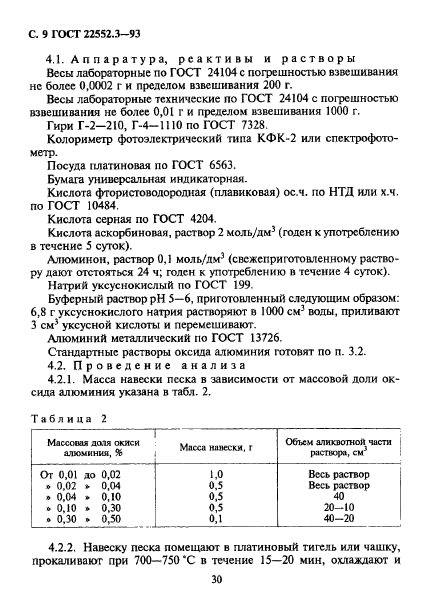 С. 9 ГОСТ 22552.3—93
4.1. Аппаратура, реактивы и растворы
Весы лабораторные по ГОСТ 24104 с погрешностью взвешивания
не более 0,0002 г и пределом взвешивания 200 г.
Весы лабораторные технические по ГОСТ 24104 с погрешностью
взвешивания не более 0,01 г и пределом взвешивания 1000 г.
Гири Г-2—210, Г-4—1110 по ГОСТ 7328.
Колориметр фотоэлектрический типа КФК-2 или спектрофото-
метр.
Посуда платиновая по ГОСТ 6563.
Бумага универсальная индикаторная.
Кислота фтористоводородная (плавиковая) ос.ч. по НТД или х.ч.
по ГОСТ 10484.
Кислота серная по ГОСТ 4204.
Кислота аскорбиновая, раствор 2 моль/дм³ (годен к употреблению
в течение 5 суток).
Алюминон, раствор 0,1 моль/дм³ (свежеприготовленному раство-
ру дают отстояться 24 ч; годен к употреблению в течение 4 суток).
Натрий уксуснокислый по ГОСТ 199.
Буферный раствор pH 5—6, приготовленный следующим образом:
6,8 г уксуснокислого натрия растворяют в 1000 см³ воды, приливают
3 см³ уксусной кислоты и перемешивают.
Алюминий металлический по ГОСТ 13726.
Стандартные растворы оксида алюминия готовят по п. 3.2.
4.2. Проведение анализа
4.2.1. Масса навески песка в зависимости от массовой доли ок-
сида алюминия указана в табл. 2.
Таблица 2
Массовая доля окиси алюминия, % Масса навески, г Объем аликвотной части раствора, см³
От 0,01 до 0,02 1,0 Весь раствор
» 0,02 » 0,04 0,5 Весь раствор
» 0,04 » 0,10 0,5 40
» 0,10 » 0,30 0,5 20—10
» 0,30 » 0,50 0,1 40—20
4.2.2. Навеску песка помещают в платиновый тигель или чашку,
прокаливают при 700—750 °С в течение 15—20 мин, охлаждают и
30